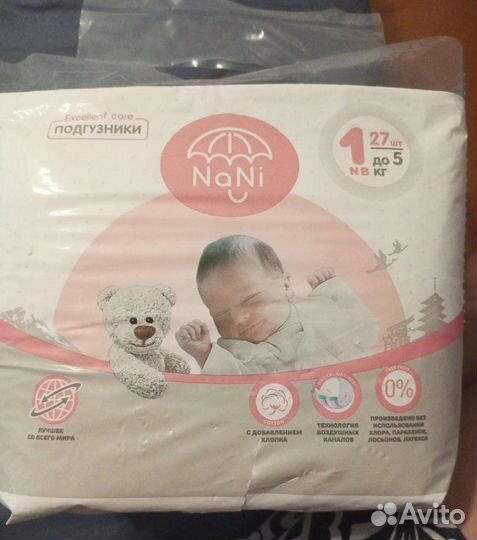 Excellent care
ПОДГУЗНИКИ
NaNi
1
NB
27 шт
до 5
кг
ЛУЧШЕЕ
СО ВСЕГО МИРА
COTTON
С ДОБАВЛЕНИЕМ
ХЛОПКА
ТЕХНОЛОГИЯ
ВОЗДУШНЫХ
КАНАЛОВ
0%
ПРОИЗВЕДЕНО БЕЗ
ИСПОЛЬЗОВАНИЯ
ХЛОРА, ПАРАБЕНОВ,
ЛОСЬОНОВ, ЛАТЕКСА
Avito